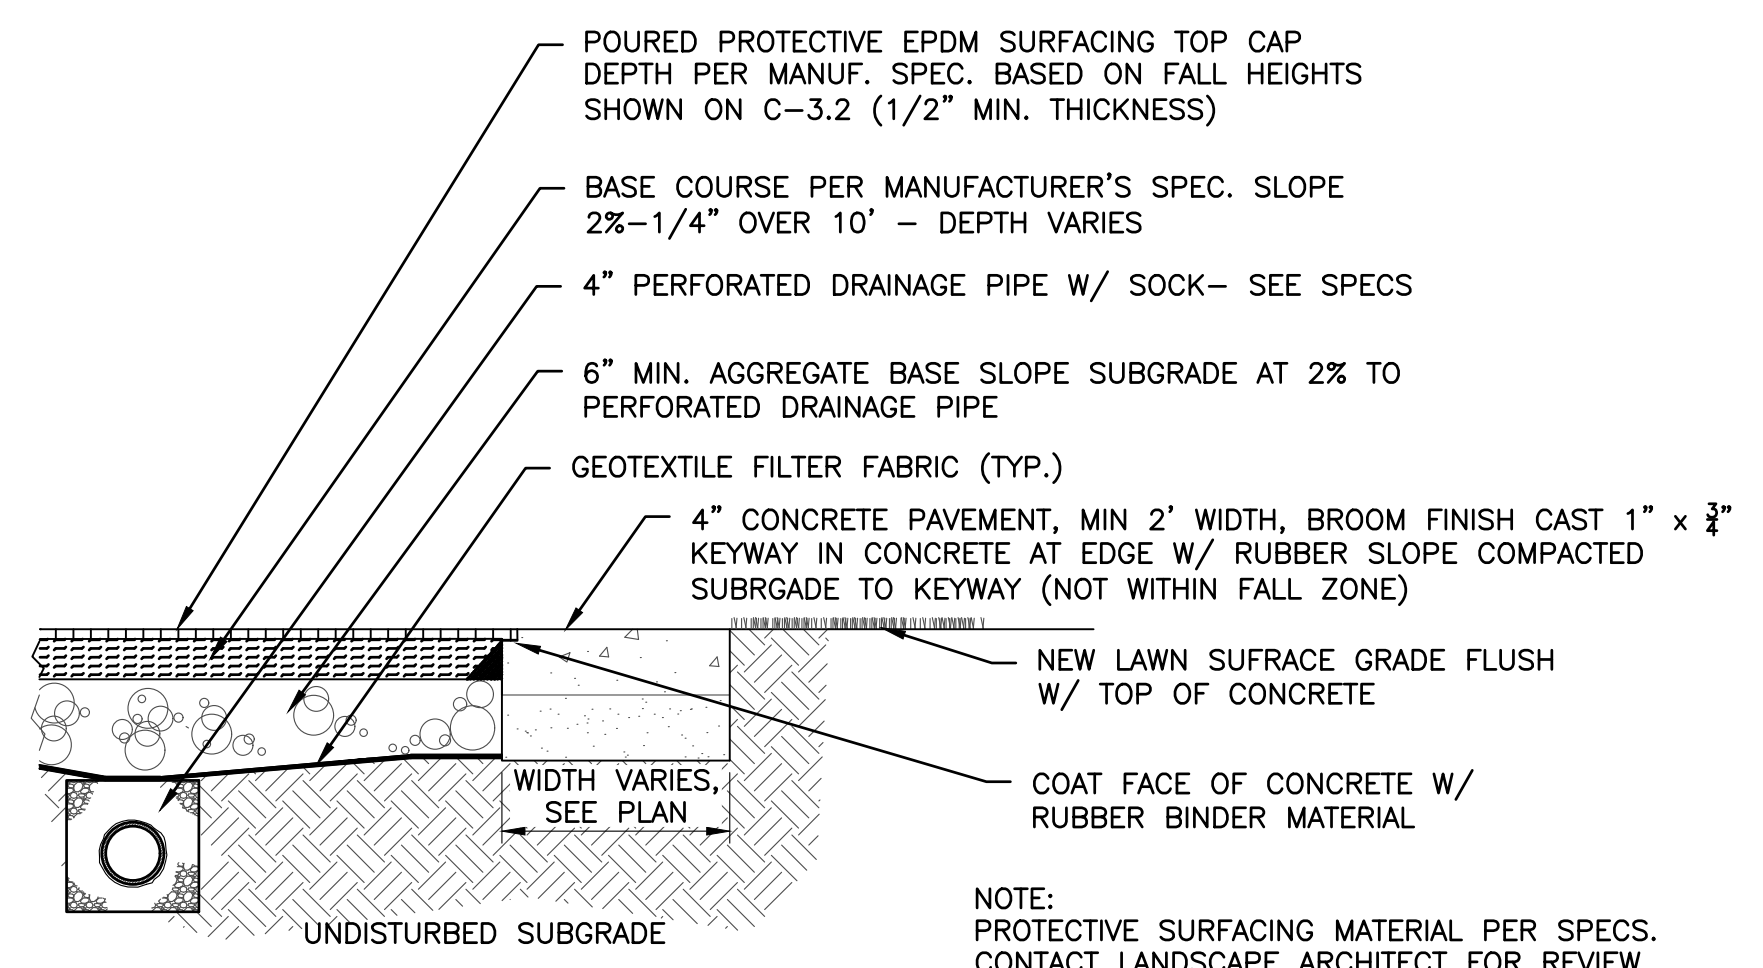 POURED PROTECTIVE EPDM SURFACING TOP CAP
DEPTH PER MANUF. SPEC. BASED ON FALL HEIGHTS
SHOWN ON C-3.2 (1/2" MIN. THICKNESS)
BASE COURSE PER MANUFACTURER'S SPEC. SLOPE
2%-1/4" OVER 10' - DEPTH VARIES
4" PERFORATED DRAINAGE PIPE W/ SOCK- SEE SPECS
6" MIN. AGGREGATE BASE SLOPE SUBGRADE AT 2% TO
PERFORATED DRAINAGE PIPE
GEOTEXTILE FILTER FABRIC (TYP.)
4" CONCRETE PAVEMENT, MIN 2' WIDTH, BROOM FINISH CAST 1" x 3/4"
KEYWAY IN CONCRETE AT EDGE W/ RUBBER SLOPE COMPACTED
SUBRGADE TO KEYWAY (NOT WITHIN FALL ZONE)
NEW LAWN SUFRACE GRADE FLUSH
W/ TOP OF CONCRETE
COAT FACE OF CONCRETE W/
RUBBER BINDER MATERIAL
WIDTH VARIES,
SEE PLAN
UNDISTURBED SUBGRADE
NOTE:
PROTECTIVE SURFACING MATERIAL PER SPECS.
CONTACT LANDSCAPE ARCHITECT FOR REVIEW